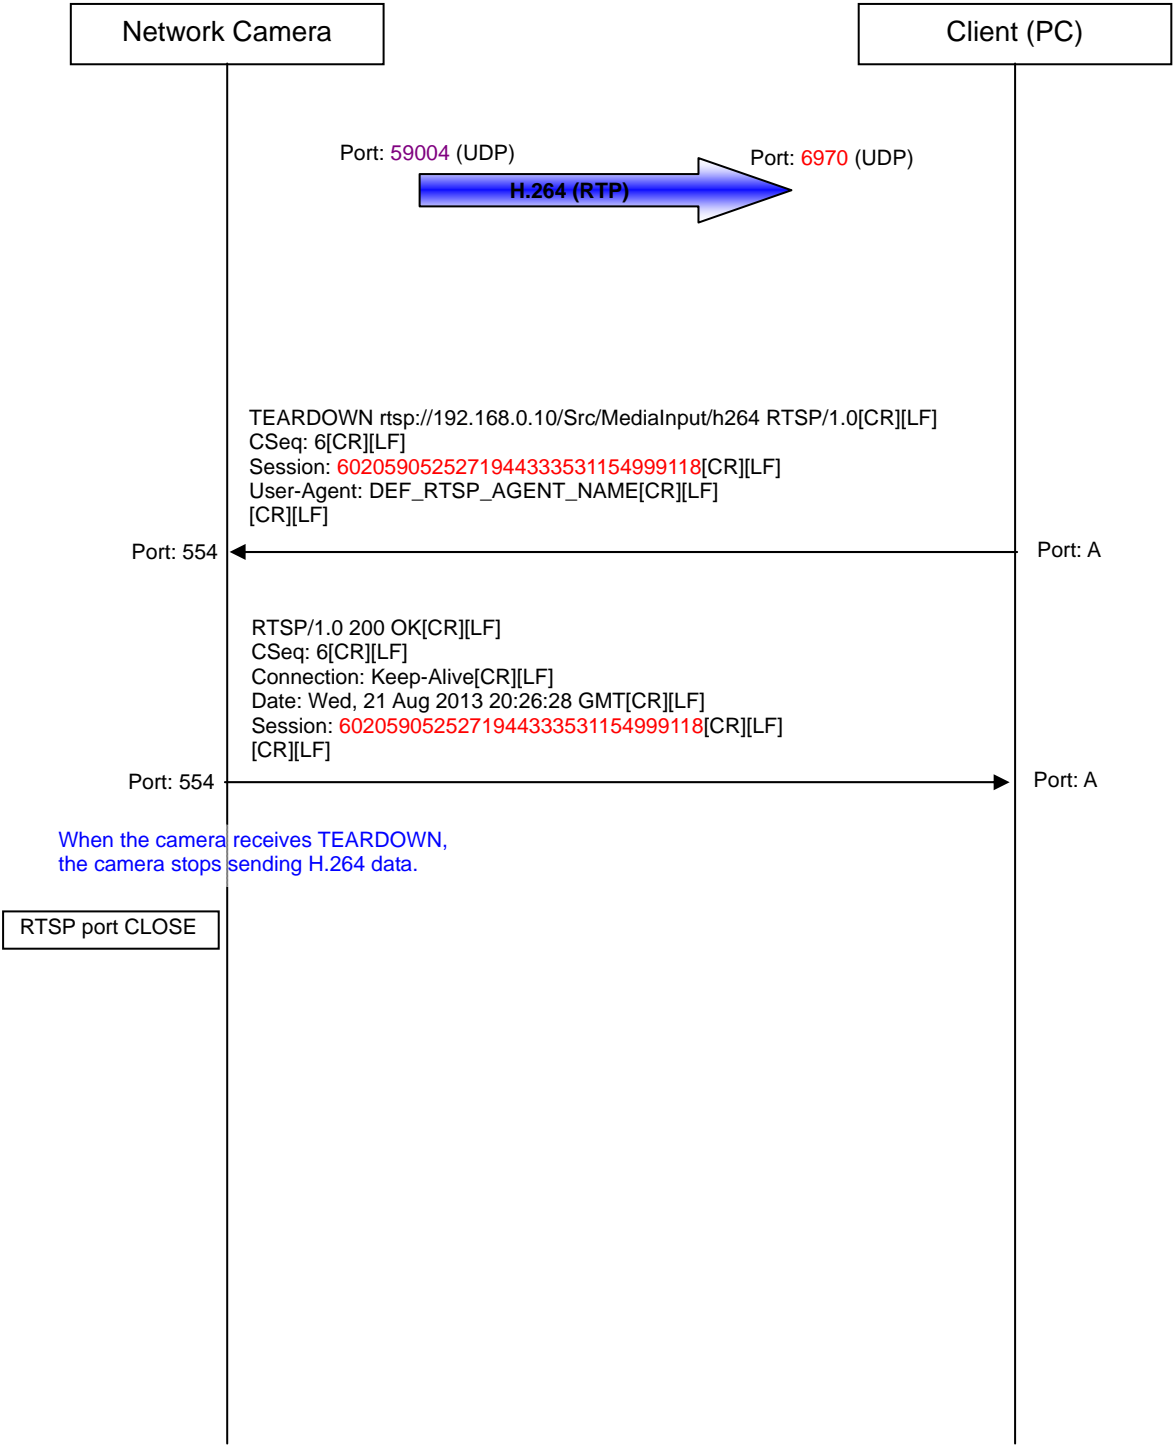 Network Camera
Client (PC)
Port: 59004 (UDP)
Port: 6970 (UDP)
H.264 (RTP)
TEARDOWN rtsp://192.168.0.10/Src/MediaInput/h264 RTSP/1.0[CR][LF]
CSeq: 6[CR][LF]
Session: 6020590525271944333531154999118[CR][LF]
User-Agent: DEF_RTSP_AGENT_NAME[CR][LF]
[CR][LF]
Port: 554
Port: A
RTSP/1.0 200 OK[CR][LF]
CSeq: 6[CR][LF]
Connection: Keep-Alive[CR][LF]
Date: Wed, 21 Aug 2013 20:26:28 GMT[CR][LF]
Session: 6020590525271944333531154999118[CR][LF]
[CR][LF]
Port: 554
Port: A
When the camera receives TEARDOWN,
the camera stops sending H.264 data.
RTSP port CLOSE